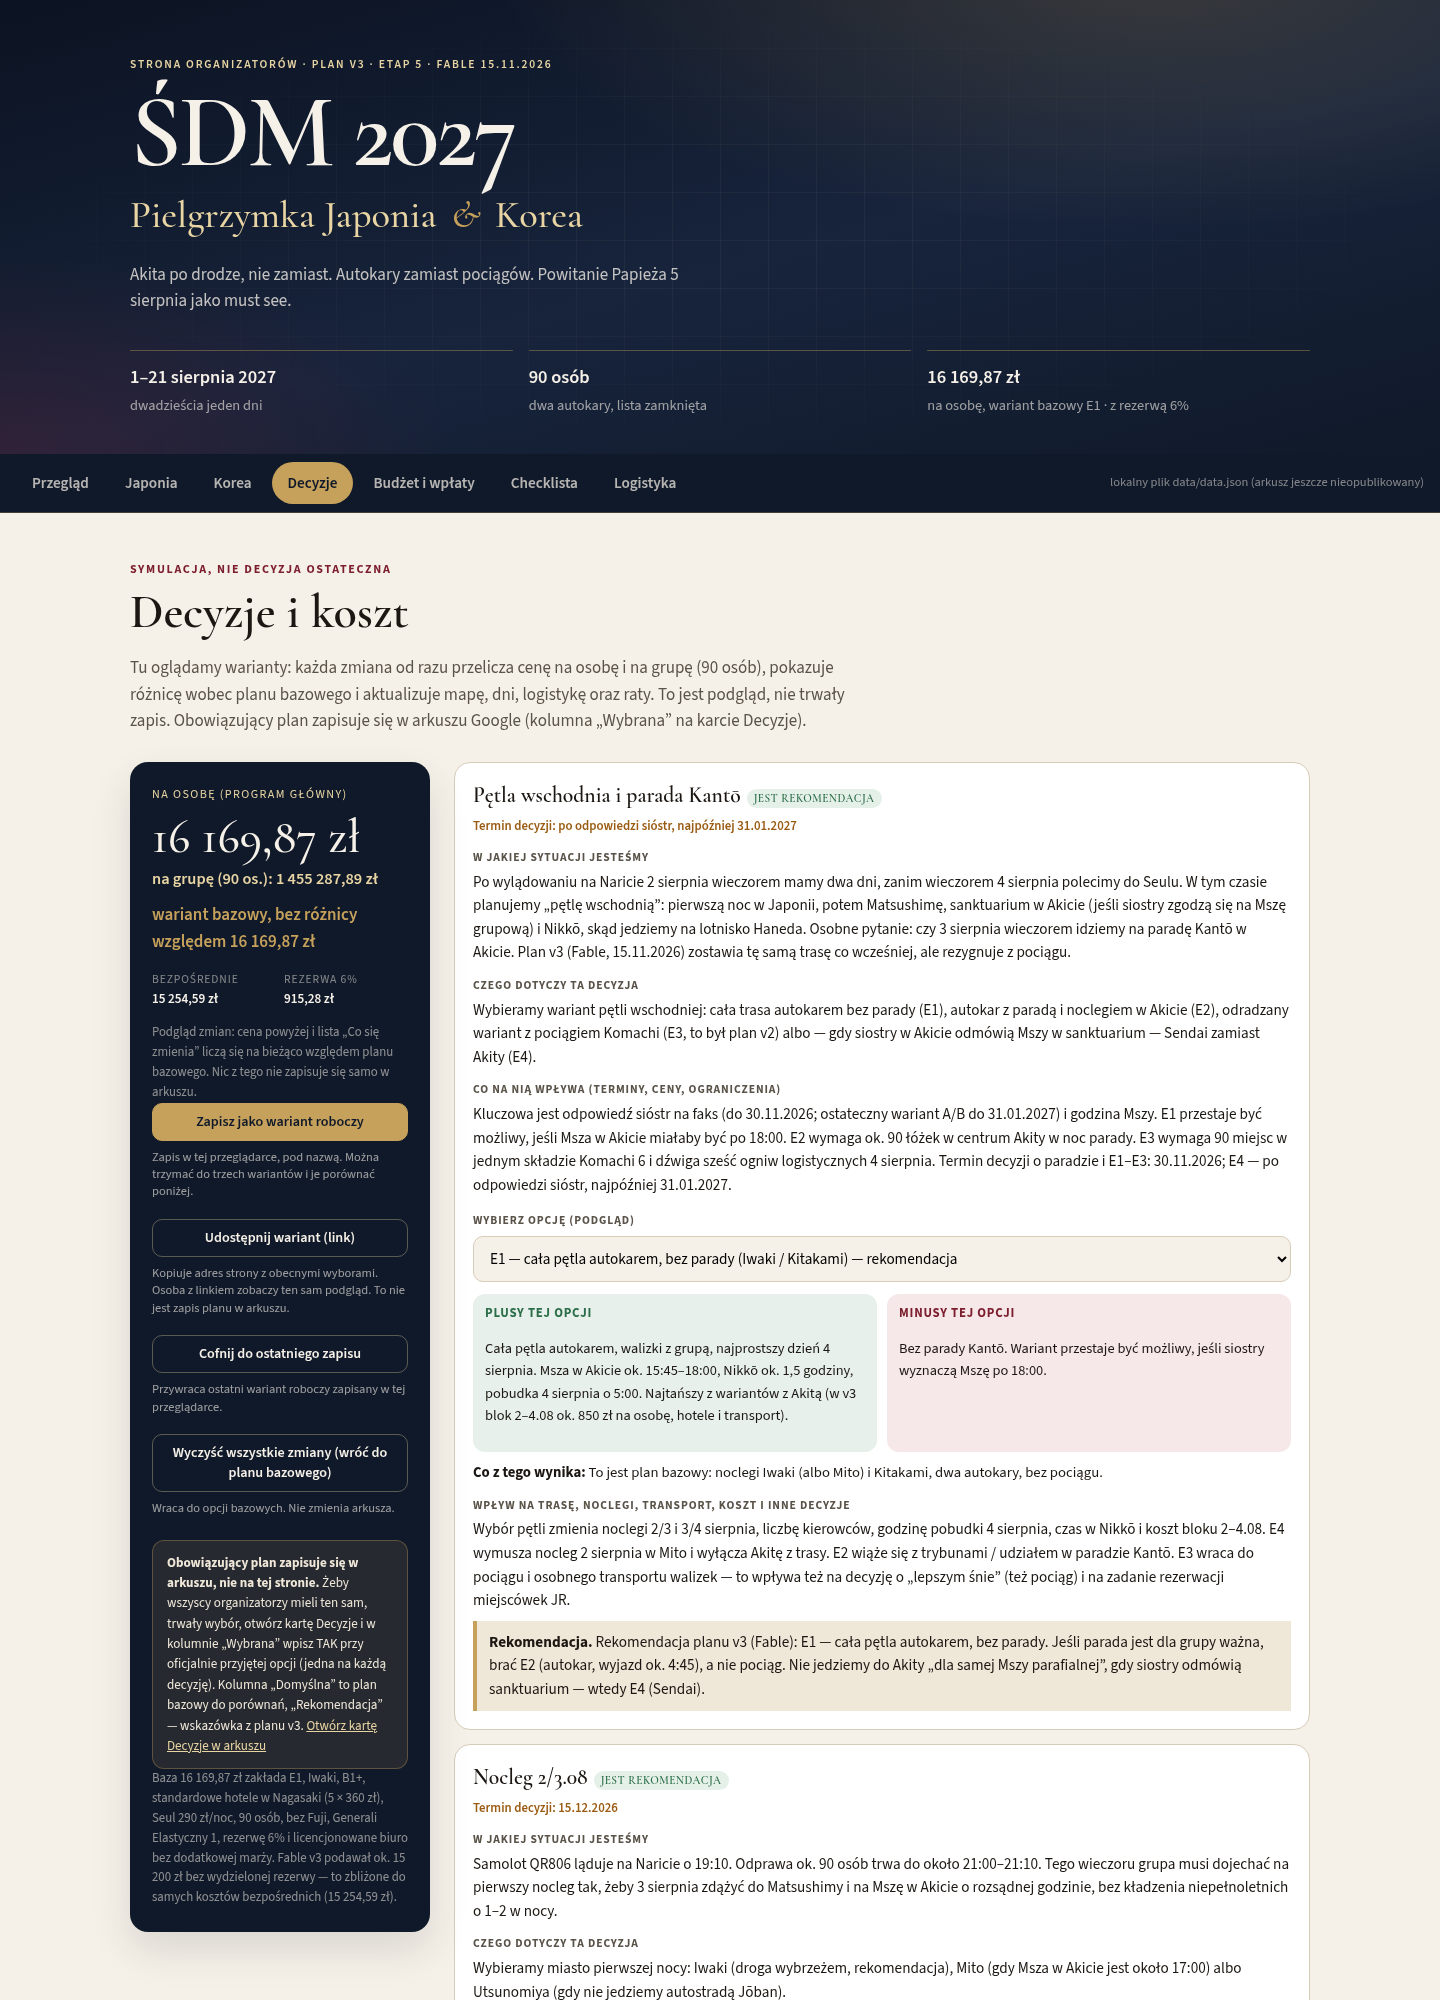 STRONA ORGANIZATORÓW · PLAN V3 · ETAP 5 · FABLE 15.11.2026
ŚDM 2027
Pielgrzymka Japonia & Korea
Akita po drodze, nie zamiast. Autokary zamiast pociągów. Powitanie Papieża 5
sierpnia jako must see.
1–21 sierpnia 2027
dwadzieścia jeden dni
90 osób
dwa autokary, lista zamknięta
16 169,87 zł
na osobę, wariant bazowy E1 · z rezerwą 6%
Przegląd Japonia Korea Decyzje Budżet i wpłaty Checklista Logistyka
lokalny plik data/data.json (arkusz jeszcze nieopublikowany)
SYMULACJA, NIE DECYZJA OSTATECZNA
Decyzje i koszt
Tu oglądamy warianty: każda zmiana od razu przelicza cenę na osobę i na grupę (90 osób), pokazuje
różnicę wobec planu bazowego i aktualizuje mapę, dni, logistykę oraz raty. To jest podgląd, nie trwały
zapis. Obowiązujący plan zapisuje się w arkuszu Google (kolumna „Wybrana” na karcie Decyzje).
NA OSOBĘ (PROGRAM GŁÓWNY)
16 169,87 zł
na grupę (90 os.): 1 455 287,89 zł
wariant bazowy, bez różnicy
względem 16 169,87 zł
BEZPOŚREDNIE
15 254,59 zł
REZERWA 6%
915,28 zł
Podgląd zmian: cena powyżej i lista „Co się
zmienia” liczą się na bieżąco względem planu
bazowego. Nic z tego nie zapisuje się samo w
arkuszu.
Zapisz jako wariant roboczy
Zapis w tej przeglądarce, pod nazwą. Można
trzymać do trzech wariantów i je porównać
poniżej.
Udostępnij wariant (link)
Kopiuje adres strony z obecnymi wyborami.
Osoba z linkiem zobaczy ten sam podgląd. To nie
jest zapis planu w arkuszu.
Cofnij do ostatniego zapisu
Przywraca ostatni wariant roboczy zapisany w tej
przeglądarce.
Wyczyść wszystkie zmiany (wróć do
planu bazowego)
Wraca do opcji bazowych. Nie zmienia arkusza.
Obowiązujący plan zapisuje się w
arkuszu, nie na tej stronie. Żeby
wszyscy organizatorzy mieli ten sam,
trwały wybór, otwórz kartę Decyzje i w
kolumnie „Wybrana” wpisz TAK przy
oficjalnie przyjętej opcji (jedna na każdą
decyzję). Kolumna „Domyślna” to plan
bazowy do porównań, „Rekomendacja”
— wskazówka z planu v3. Otwórz kartę
Decyzje w arkuszu
Baza 16 169,87 zł zakłada E1, Iwaki, B1+,
standardowe hotele w Nagasaki (5 × 360 zł),
Seul 290 zł/noc, 90 osób, bez Fuji, Generali
Elastyczny 1, rezerwę 6% i licencjonowane biuro
bez dodatkowej marży. Fable v3 podawał ok. 15
200 zł bez wydzielonej rezerwy — to zbliżone do
samych kosztów bezpośrednich (15 254,59 zł).
Pętla wschodnia i parada Kantō JEST REKOMENDACJA
Termin decyzji: po odpowiedzi sióstr, najpóźniej 31.01.2027
W JAKIEJ SYTUACJI JESTEŚMY
Po wylądowaniu na Naricie 2 sierpnia wieczorem mamy dwa dni, zanim wieczorem 4 sierpnia polecimy do Seulu. W tym czasie
planujemy „pętlę wschodnią”: pierwszą noc w Japonii, potem Matsushimę, sanktuarium w Akicie (jeśli siostry zgodzą się na Mszę
grupową) i Nikkō, skąd jedziemy na lotnisko Haneda. Osobne pytanie: czy 3 sierpnia wieczorem idziemy na paradę Kantō w
Akicie. Plan v3 (Fable, 15.11.2026) zostawia tę samą trasę co wcześniej, ale rezygnuje z pociągu.
CZEGO DOTYCZY TA DECYZJA
Wybieramy wariant pętli wschodniej: cała trasa autokarem bez parady (E1), autokar z paradą i noclegiem w Akicie (E2), odradzany
wariant z pociągiem Komachi (E3, to był plan v2) albo — gdy siostry w Akicie odmówią Mszy w sanktuarium — Sendai zamiast
Akity (E4).
CO NA NIĄ WPŁYWA (TERMINY, CENY, OGRANICZENIA)
Kluczowa jest odpowiedź sióstr na faks (do 30.11.2026; ostateczny wariant A/B do 31.01.2027) i godzina Mszy. E1 przestaje być
możliwy, jeśli Msza w Akicie miałaby być po 18:00. E2 wymaga ok. 90 łóżek w centrum Akity w noc parady. E3 wymaga 90 miejsc w
jednym składzie Komachi 6 i dźwiga sześć ogniw logistycznych 4 sierpnia. Termin decyzji o paradzie i E1–E3: 30.11.2026; E4 — po
odpowiedzi sióstr, najpóźniej 31.01.2027.
WYBIERZ OPCJĘ (PODGLĄD)
E1 — cała pętla autokarem, bez parady (Iwaki / Kitakami) — rekomendacja
PLUSY TEJ OPCJI
Cała pętla autokarem, walizki z grupą, najprostszy dzień 4
sierpnia. Msza w Akicie ok. 15:45–18:00, Nikkō ok. 1,5 godziny,
pobudka 4 sierpnia o 5:00. Najtańszy z wariantów z Akitą (w v3
blok 2–4.08 ok. 850 zł na osobę, hotele i transport).
MINUSY TEJ OPCJI
Bez parady Kantō. Wariant przestaje być możliwy, jeśli siostry
wyznaczą Mszę po 18:00.
Co z tego wynika: To jest plan bazowy: noclegi Iwaki (albo Mito) i Kitakami, dwa autokary, bez pociągu.
WPŁYW NA TRASĘ, NOCLEGI, TRANSPORT, KOSZT I INNE DECYZJE
Wybór pętli zmienia noclegi 2/3 i 3/4 sierpnia, liczbę kierowców, godzinę pobudki 4 sierpnia, czas w Nikkō i koszt bloku 2–4.08. E4
wymusza nocleg 2 sierpnia w Mito i wyłącza Akitę z trasy. E2 wiąże się z trybunami / udziałem w paradzie Kantō. E3 wraca do
pociągu i osobnego transportu walizek — to wpływa też na decyzję o „lepszym śnie” (też pociąg) i na zadanie rezerwacji
miejscówek JR.
Rekomendacja. Rekomendacja planu v3 (Fable): E1 — cała pętla autokarem, bez parady. Jeśli parada jest dla grupy ważna,
brać E2 (autokar, wyjazd ok. 4:45), a nie pociąg. Nie jedziemy do Akity „dla samej Mszy parafialnej”, gdy siostry odmówią
sanktuarium — wtedy E4 (Sendai).
Nocleg 2/3.08 JEST REKOMENDACJA
Termin decyzji: 15.12.2026
W JAKIEJ SYTUACJI JESTEŚMY
Samolot QR806 ląduje na Naricie o 19:10. Odprawa ok. 90 osób trwa do około 21:00–21:10. Tego wieczoru grupa musi dojechać na
pierwszy nocleg tak, żeby 3 sierpnia zdążyć do Matsushimy i na Mszę w Akicie o rozsądnej godzinie, bez kładzenia niepełnoletnich
o 1–2 w nocy.
CZEGO DOTYCZY TA DECYZJA
Wybieramy miasto pierwszej nocy: Iwaki (droga wybrzeżem, rekomendacja), Mito (gdy Msza w Akicie jest około 17:00) albo
Utsunomiya (gdy nie jedziemy autostradą Jōban).